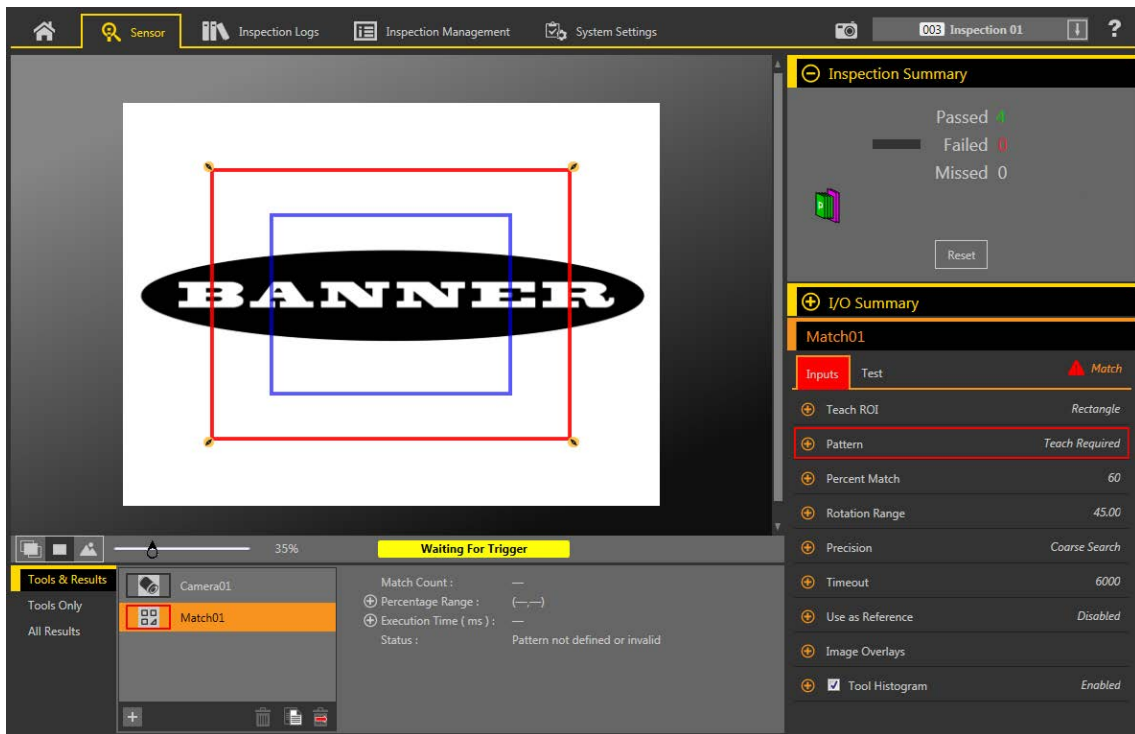 Sensor
Inspection Logs
Inspection Management
System Settings
003 Inspection 01
?
Inspection Summary
Passed 4
Failed 0
Missed 0
P
Reset
I/O Summary
BANNER
Match01
Inputs
Test
Match
Teach ROI Rectangle
Pattern Teach Required
Percent Match 60
Rotation Range 45.00
Precision Coarse Search
Timeout 6000
Use as Reference Disabled
Image Overlays
Tool Histogram Enabled
35%
Waiting For Trigger
Tools & Results
Tools Only
All Results
Camera01
Match01
Match Count : —
Percentage Range : (—,—)
Execution Time ( ms ) : —
Status : Pattern not defined or invalid